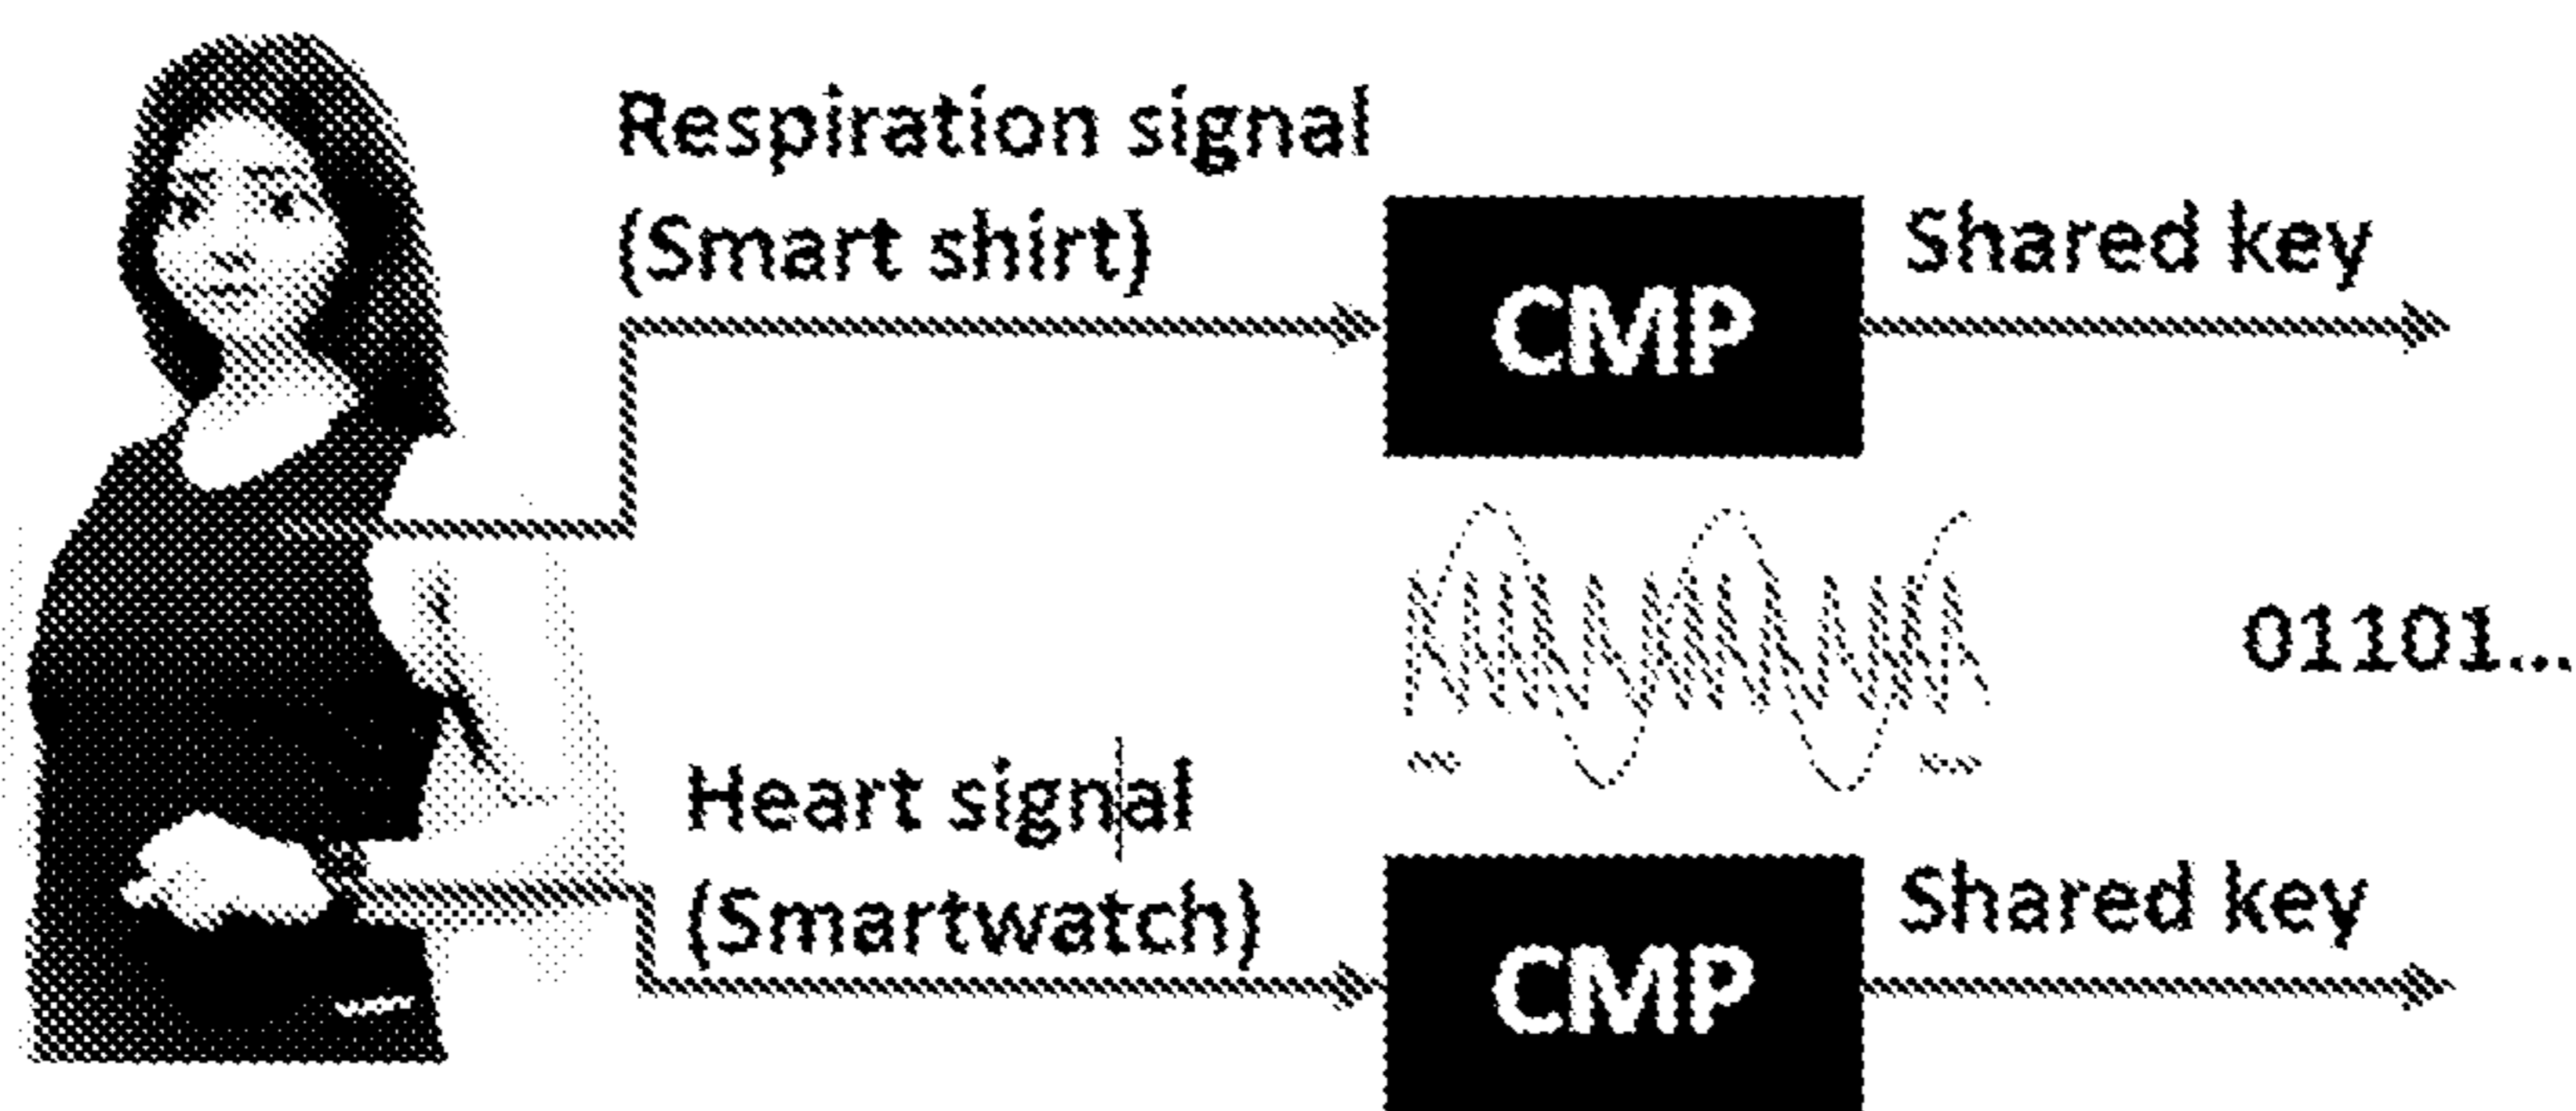 Respiration signal
(Smart shirt)
CMP
Shared key
01101...
Heart signal
(Smartwatch)
CMP
Shared key